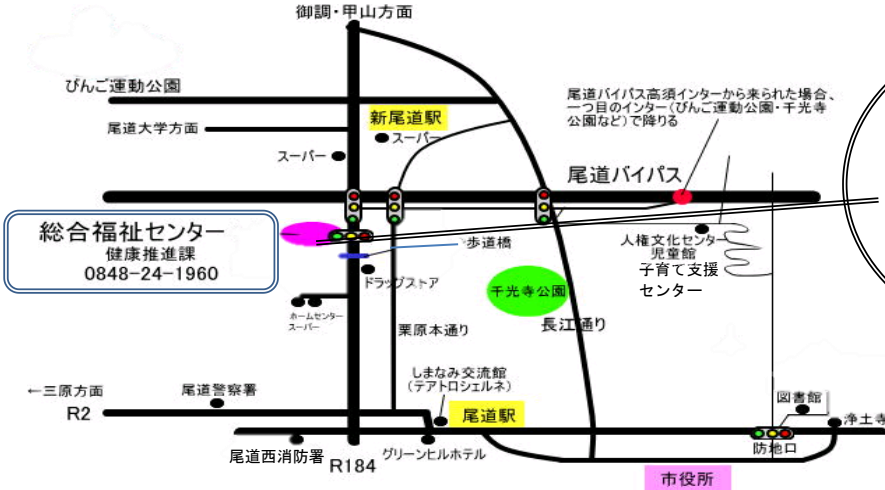 御調・甲山方面
びんご運動公園
尾道大学方面
新尾道駅
スーパー
スーパー
尾道バイパス高須インターから来られた場合、
一つ目のインター(びんご運動公園・千光寺
公園など)で降りる
尾道バイパス
総合福祉センター
健康推進課
0848-24-1960
歩道橋
人権文化センター
児童館
子育て支援
センター
ドラッグストア
千光寺公園
ホームセンター
スーパー
栗原本通り
長江通り
しまなみ交流館
(テアトロシェルネ)
←三原方面
尾道警察署
R2
尾道駅
図書館
浄土寺
尾道西消防署
R184
グリーンヒルホテル
防地口
市役所